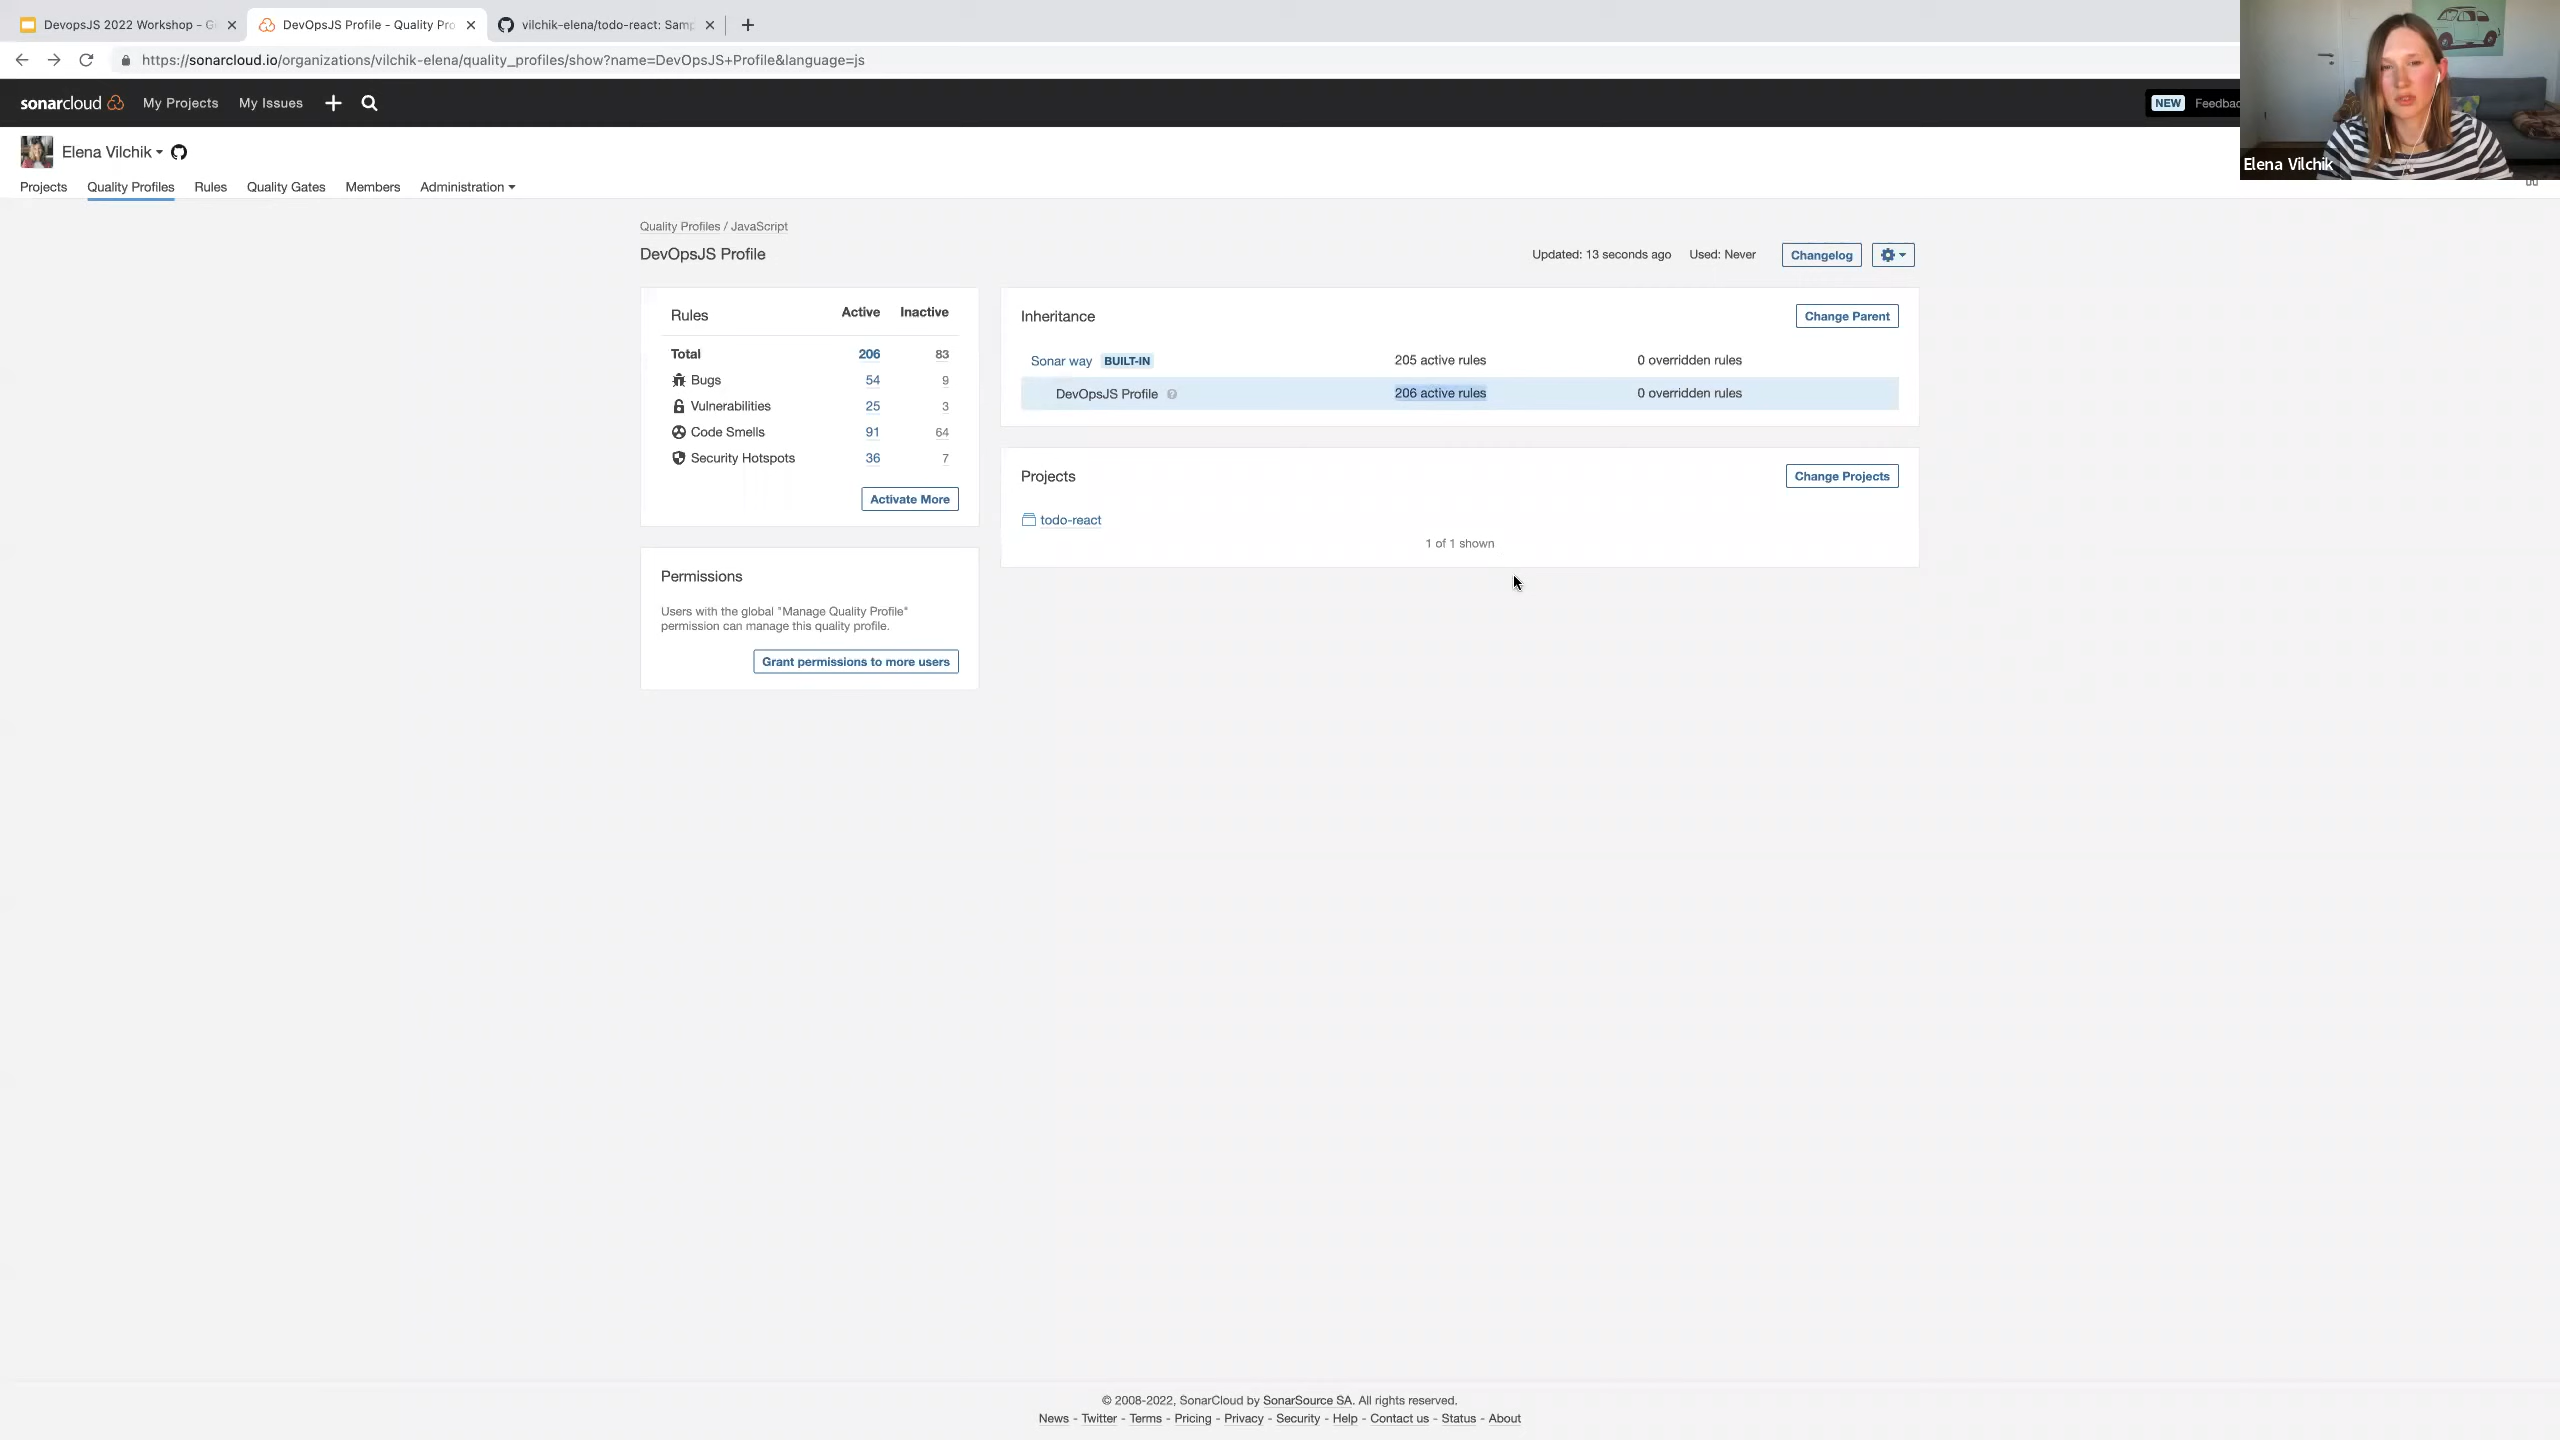 DevopsJS 2022 Workshop - G
DevOpsJS Profile - Quality Pro
vilchik-elena/todo-react: Samp
https://sonarcloud.io/organizations/vilchik-elena/quality_profiles/show?name=DevOpsJS+Profile&language=js
sonarcloud My Projects My Issues NEW Feedbac
Elena Vilchik
Elena Vilchik
Projects Quality Profiles Rules Quality Gates Members Administration
Quality Profiles / JavaScript
DevOpsJS Profile Updated: 13 seconds ago Used: Never Changelog
Rules Active Inactive
Total 206 83
Bugs 54 9
Vulnerabilities 25 3
Code Smells 91 64
Security Hotspots 36 7
Activate More
Permissions
Users with the global "Manage Quality Profile"
permission can manage this quality profile.
Grant permissions to more users
Inheritance Change Parent
Sonar way BUILT-IN 205 active rules 0 overridden rules
DevOpsJS Profile ? 206 active rules 0 overridden rules
Projects Change Projects
todo-react
1 of 1 shown
© 2008-2022, SonarCloud by SonarSource SA. All rights reserved.
News - Twitter - Terms - Pricing - Privacy - Security - Help - Contact us - Status - About